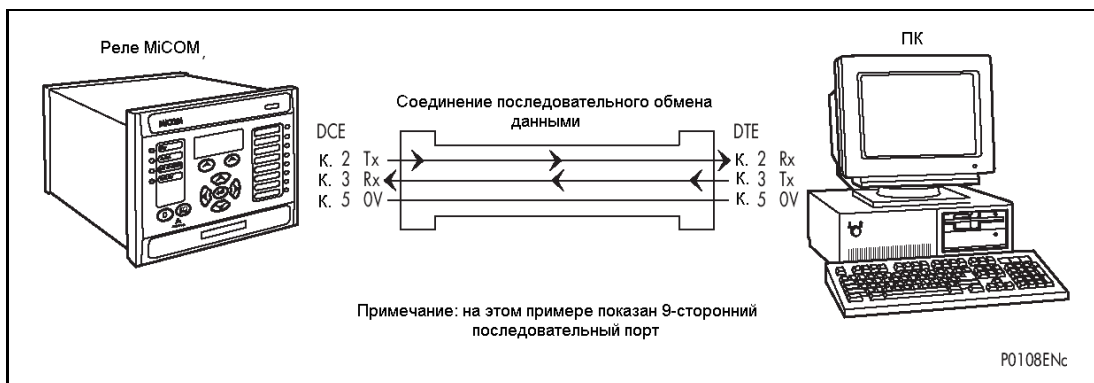 Реле MiCOM,
ПК
MiCOM
Соединение последовательного обмена
данными
DCE
DTE
К. 2 Tx
К. 2 Rx
К. 3 Rx
К. 3 Tx
К. 5 0V
К. 5 0V
Примечание: на этом примере показан 9-сторонний
последовательный порт
P0108ENc